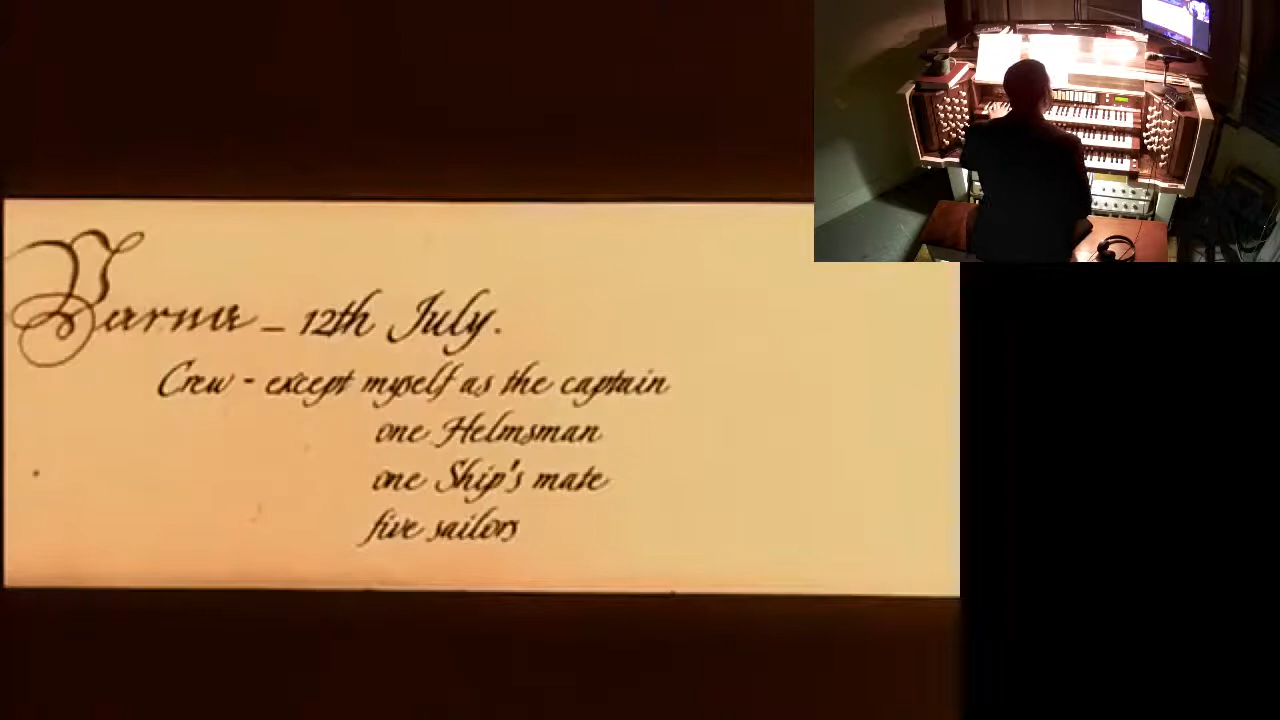 Varna – 12th July.
Crew - except myself as the captain
one Helmsman
one Ship's mate
five sailors